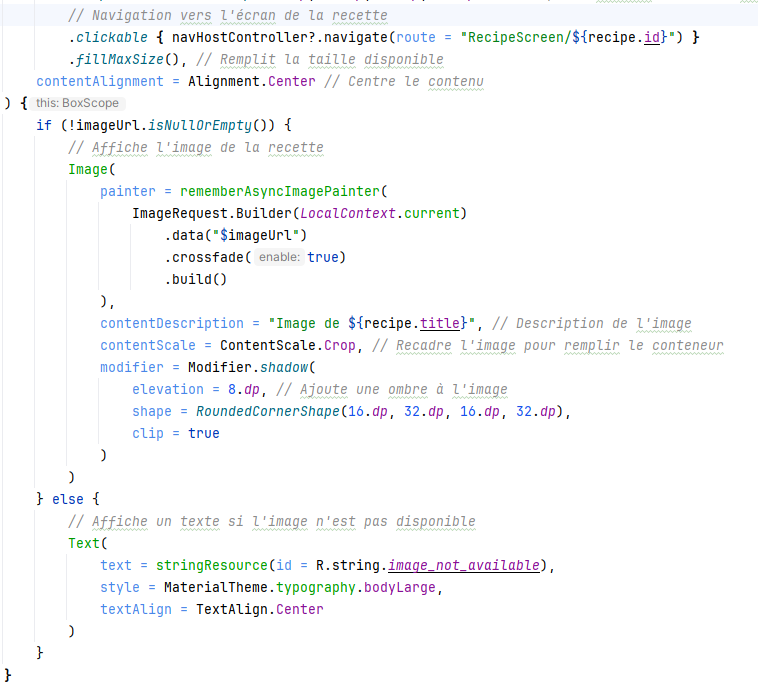 // Navigation vers l'écran de la recette
.clickable { navHostController?.navigate(route = "RecipeScreen/${recipe.id}") }
.fillMaxSize(), // Remplit la taille disponible
contentAlignment = Alignment.Center // Centre le contenu
) { this: BoxScope
if (!imageUrl.isNullOrEmpty()) {
// Affiche l'image de la recette
Image(
painter = rememberAsyncImagePainter(
ImageRequest.Builder(LocalContext.current)
.data("$imageUrl")
.crossfade( enable: true)
.build()
),
contentDescription = "Image de ${recipe.title}", // Description de l'image
contentScale = ContentScale.Crop, // Recadre l'image pour remplir le conteneur
modifier = Modifier.shadow(
elevation = 8.dp, // Ajoute une ombre à l'image
shape = RoundedCornerShape(16.dp, 32.dp, 16.dp, 32.dp),
clip = true
)
)
} else {
// Affiche un texte si l'image n'est pas disponible
Text(
text = stringResource(id = R.string.image_not_available),
style = MaterialTheme.typography.bodyLarge,
textAlign = TextAlign.Center
)
}
}